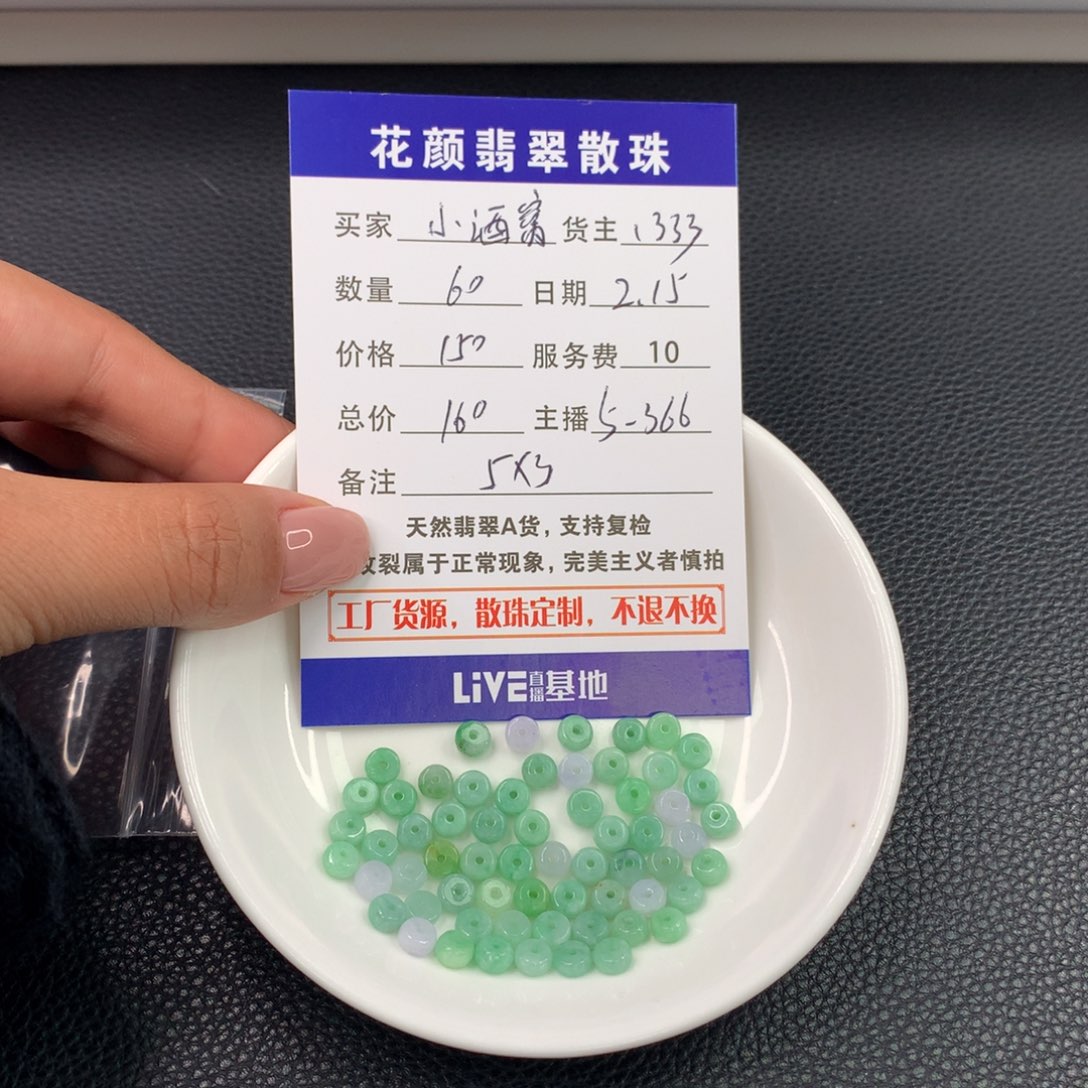 花颜翡翠散珠
买家 小酒窝 货主 1333
数量 60 日期 2.15
价格 150 服务费 10
总价 160 主播 5-366
备注 5X3
天然翡翠A货，支持复检
纹裂属于正常现象，完美主义者慎拍
工厂货源，散珠定制，不退不换
LiVE直播基地